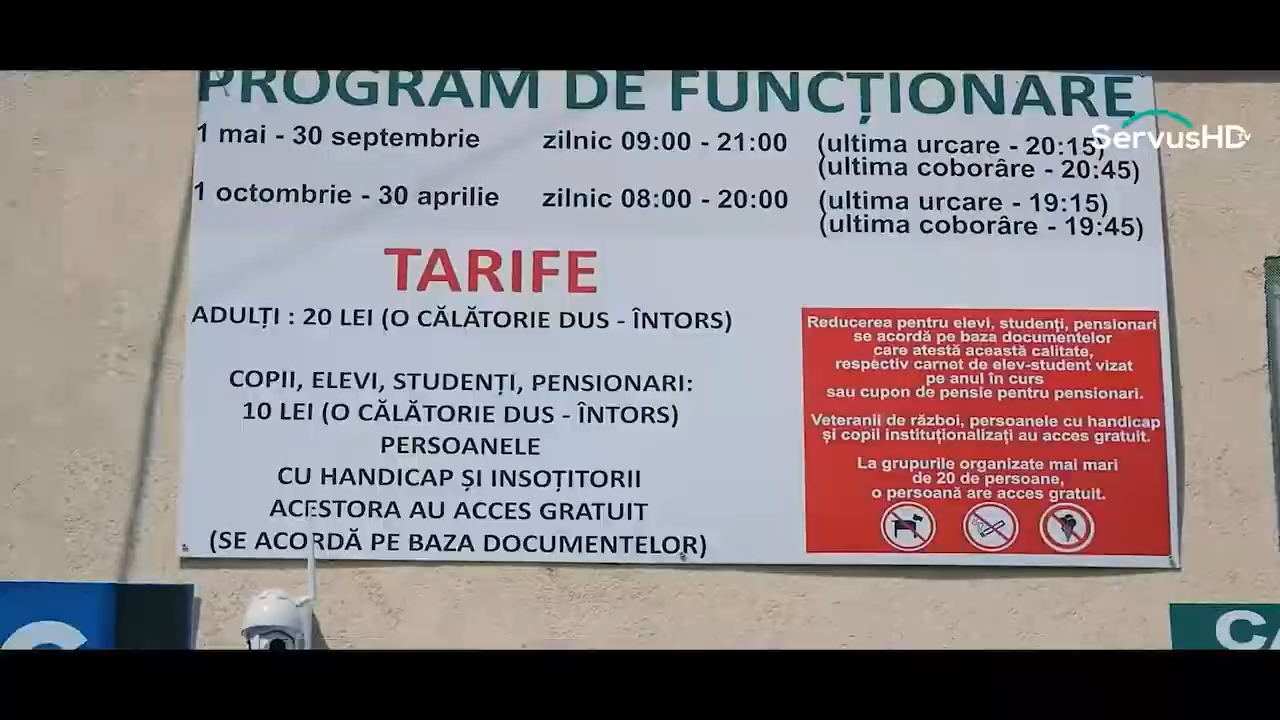 PROGRAM DE FUNCȚIONARE
ServusHD TV
1 mai - 30 septembrie zilnic 09:00 - 21:00 (ultima urcare - 20:15)
(ultima coborâre - 20:45)
1 octombrie - 30 aprilie zilnic 08:00 - 20:00 (ultima urcare - 19:15)
(ultima coborâre - 19:45)
TARIFE
ADULȚI : 20 LEI (O CĂLĂTORIE DUS - ÎNTORS)
COPII, ELEVI, STUDENȚI, PENSIONARI:
10 LEI (O CĂLĂTORIE DUS - ÎNTORS)
PERSOANELE
CU HANDICAP ȘI INSOȚITORII
ACESTORA AU ACCES GRATUIT
(SE ACORDĂ PE BAZA DOCUMENTELOR)
Reducerea pentru elevi, studenți, pensionari
se acordă pe baza documentelor
care atestă această calitate,
respectiv carnet de elev-student vizat
pe anul în curs
sau cupon de pensie pentru pensionari.
Veteranii de război, persoanele cu handicap
și copii instituționalizați au acces gratuit.
La grupurile organizate mai mari
de 20 de persoane,
o persoană are acces gratuit.